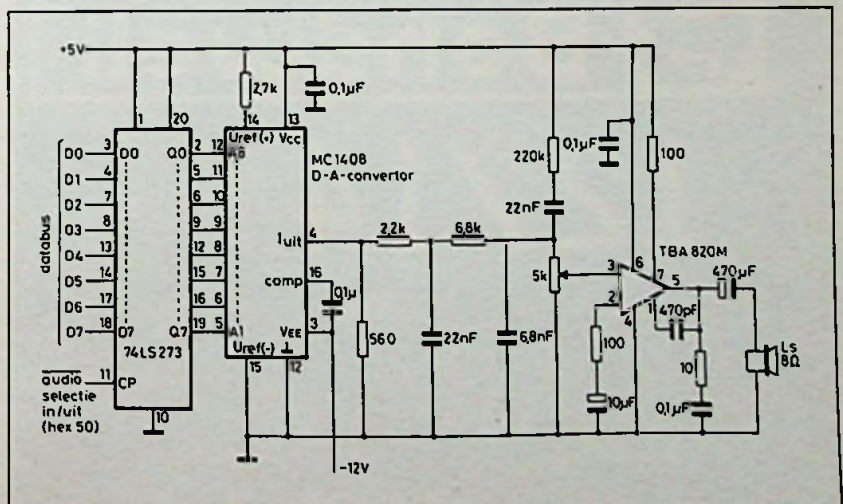 +5V
2,7k
0,1µF
1
20
14
13
Uref(+)
Vcc
MC1408
D-A-convertor
220k
0,1µF
100
22nF
databus
D0
3
D0
Q0
2
12
A8
D1
4
5
11
D2
7
6
10
D3
8
9
9
D4
13
12
8
D5
14
15
7
D6
17
16
6
D7
18
D7
Q7
19
5
A1
Iuit
4
2,2k
6,8k
comp
16
0,1µ
VEE
3
Uref(-)
⊥
15
12
560
22nF
6,8nF
5k
TBA 820M
3
6
7
5
2
4
1
470µF
470pF
100
10µF
10
0,1µF
Ls
8Ω
74LS273
audio
selectie
in/uit
(hex 50)
11
CP
10
-12V